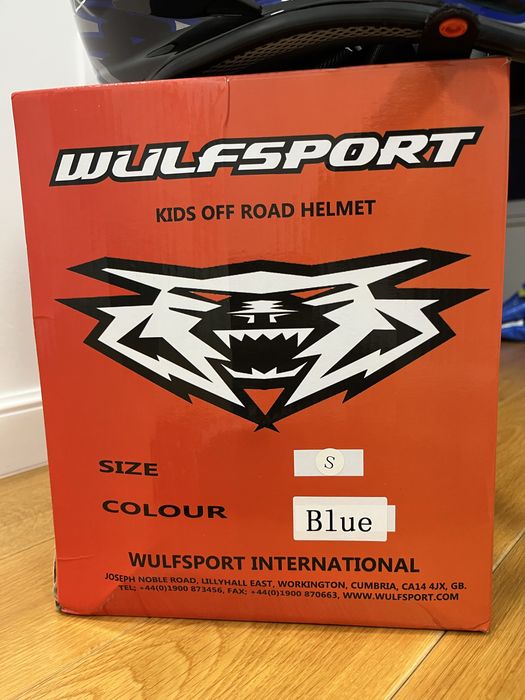 WULFSPORT
KIDS OFF ROAD HELMET
SIZE S
COLOUR Blue
WULFSPORT INTERNATIONAL
JOSEPH NOBLE ROAD, LILLYHALL EAST, WORKINGTON, CUMBRIA, CA14 4JX, GB.
TEL; +44(0)1900 873456, FAX; +44(0)1900 870663, WWW.WULFSPORT.COM